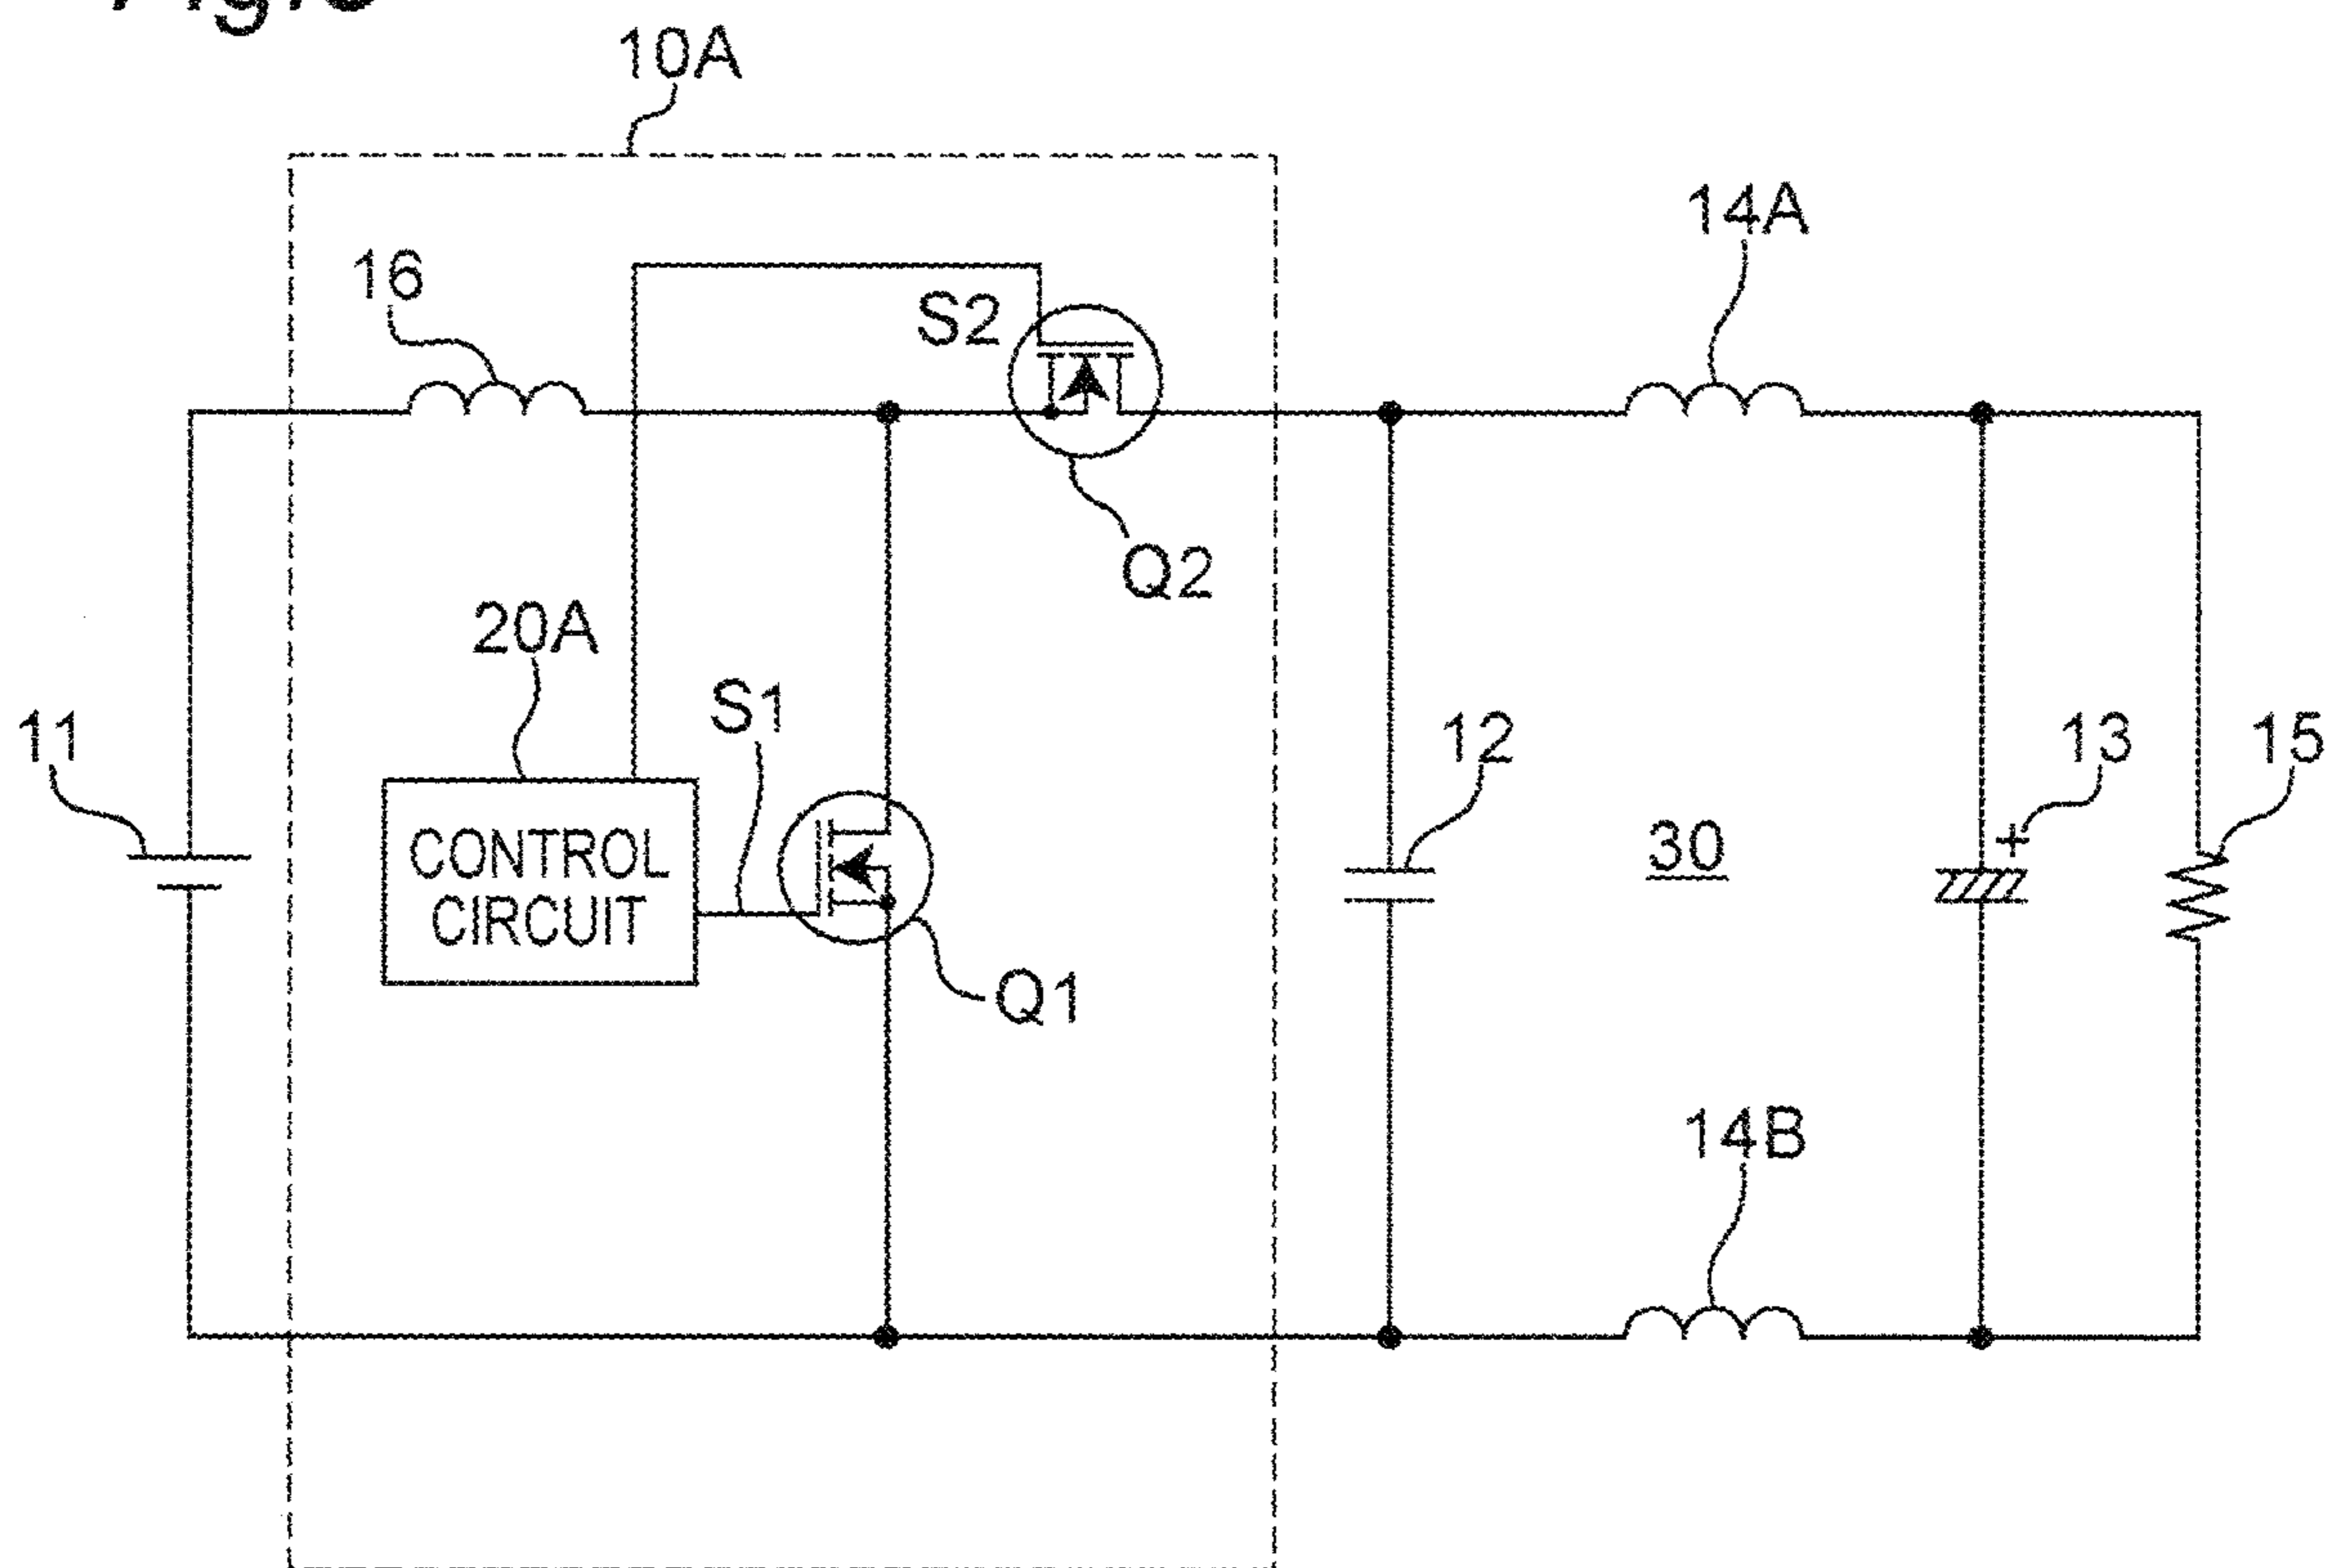 10A
14A
16
S2
Q2
20A
S1
11
12
13
15
CONTROL
CIRCUIT
30
+
Q1
14B